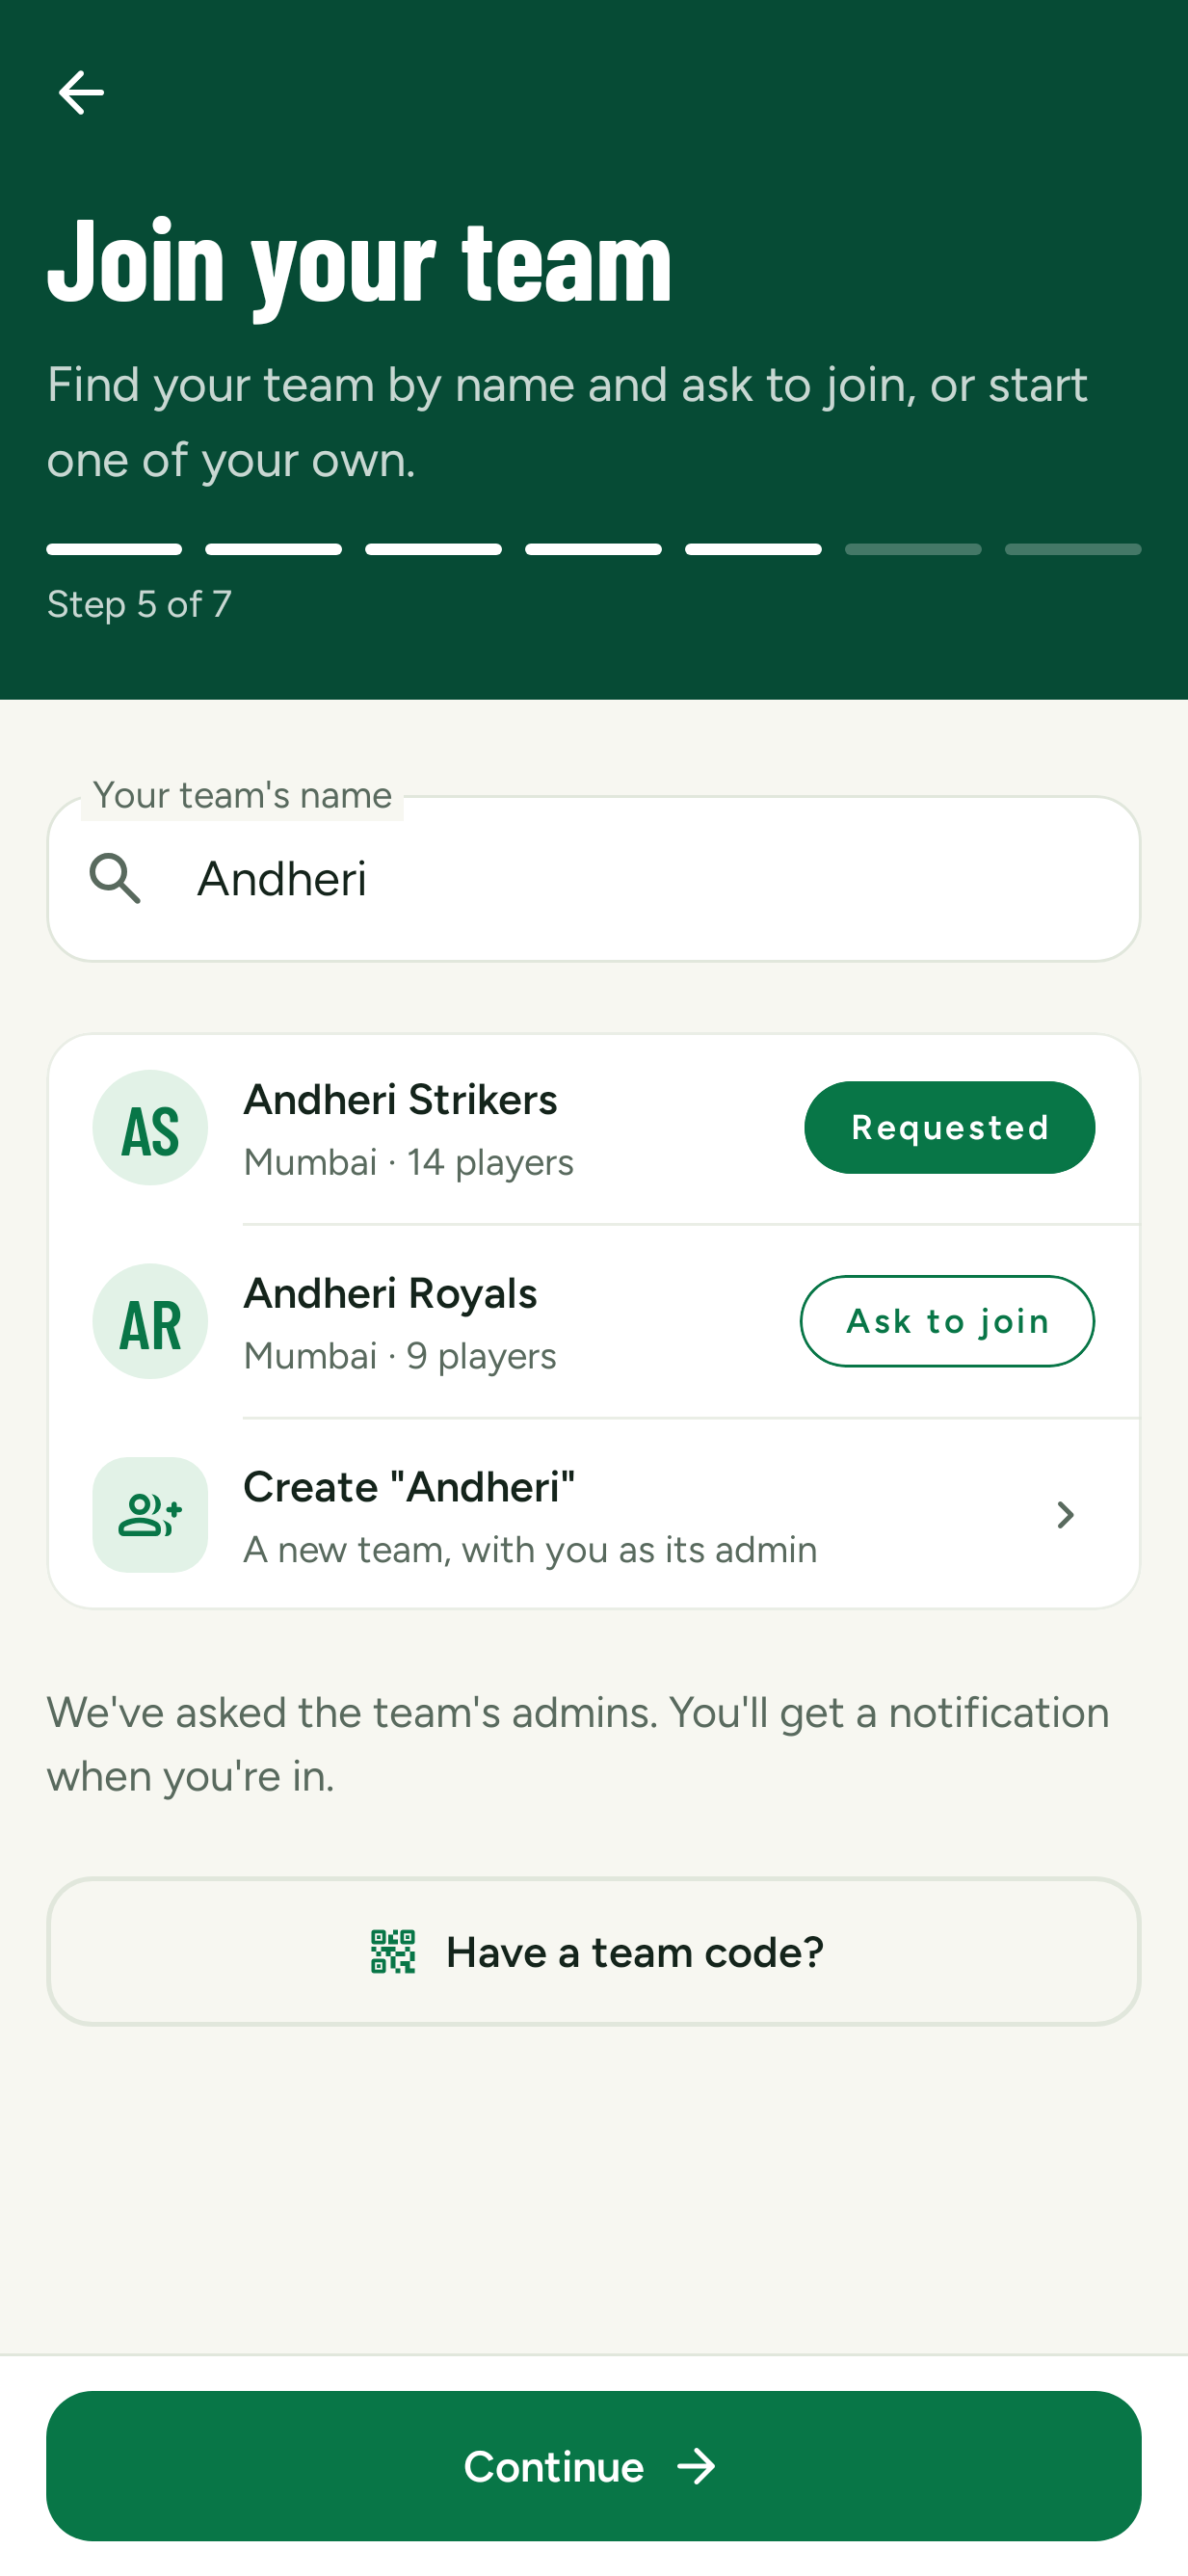 Join your team
Find your team by name and ask to join, or start
one of your own.
Step 5 of 7
Your team's name
Andheri
AS
Andheri Strikers
Mumbai · 14 players
Requested
AR
Andheri Royals
Mumbai · 9 players
Ask to join
Create "Andheri"
A new team, with you as its admin
We've asked the team's admins. You'll get a notification
when you're in.
Have a team code?
Continue